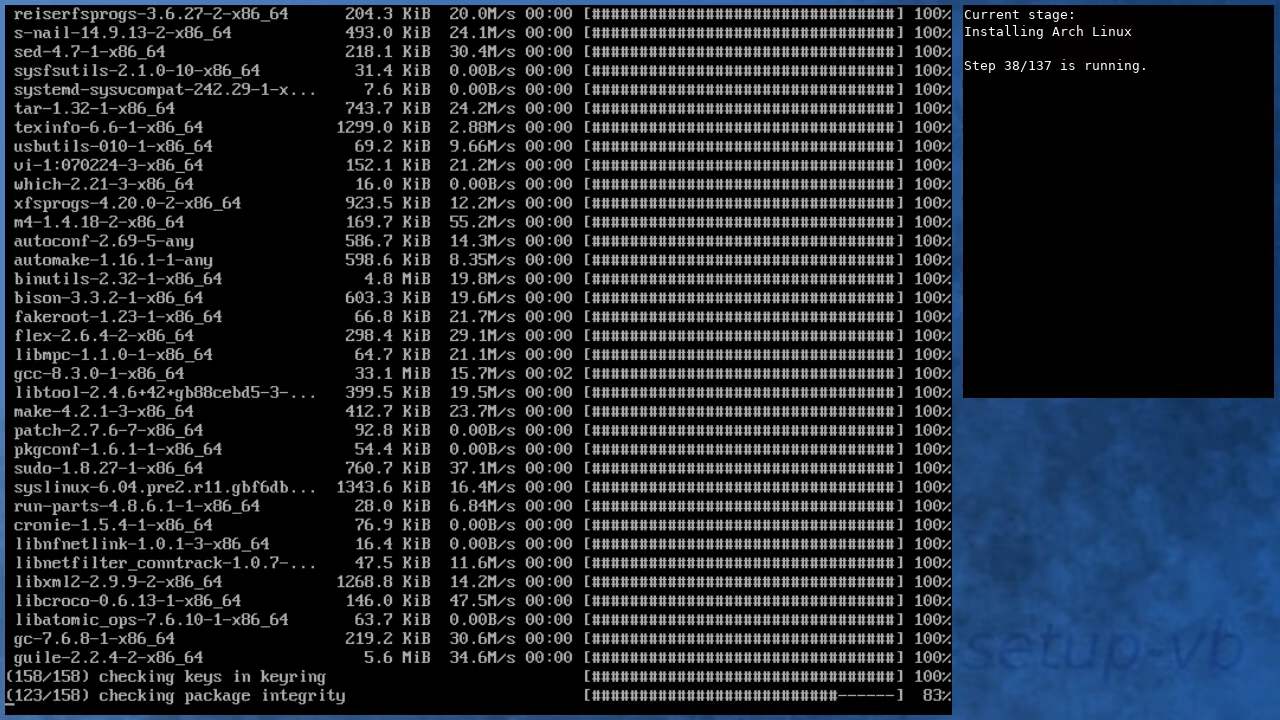 reiserfsprogs-3.6.27-2-x86_64 204.3 KiB 20.0M/s 00:00 [################################] 100%
s-nail-14.9.13-2-x86_64 493.0 KiB 24.1M/s 00:00 [################################] 100%
sed-4.7-1-x86_64 218.1 KiB 30.4M/s 00:00 [################################] 100%
sysfsutils-2.1.0-10-x86_64 31.4 KiB 0.00B/s 00:00 [################################] 100%
systemd-sysvcompat-242.29-1-x... 7.6 KiB 0.00B/s 00:00 [################################] 100%
tar-1.32-1-x86_64 743.7 KiB 24.2M/s 00:00 [################################] 100%
texinfo-6.6-1-x86_64 1299.0 KiB 2.88M/s 00:00 [################################] 100%
usbutils-010-1-x86_64 69.2 KiB 9.66M/s 00:00 [################################] 100%
vi-1:070224-3-x86_64 152.1 KiB 21.2M/s 00:00 [################################] 100%
which-2.21-3-x86_64 16.0 KiB 0.00B/s 00:00 [################################] 100%
xfsprogs-4.20.0-2-x86_64 923.5 KiB 12.2M/s 00:00 [################################] 100%
m4-1.4.18-2-x86_64 169.7 KiB 55.2M/s 00:00 [################################] 100%
autoconf-2.69-5-any 586.7 KiB 14.3M/s 00:00 [################################] 100%
automake-1.16.1-1-any 598.6 KiB 8.35M/s 00:00 [################################] 100%
binutils-2.32-1-x86_64 4.8 MiB 19.8M/s 00:00 [################################] 100%
bison-3.3.2-1-x86_64 603.3 KiB 19.6M/s 00:00 [################################] 100%
fakeroot-1.23-1-x86_64 66.8 KiB 21.7M/s 00:00 [################################] 100%
flex-2.6.4-2-x86_64 298.4 KiB 29.1M/s 00:00 [################################] 100%
libmpc-1.1.0-1-x86_64 64.7 KiB 21.1M/s 00:00 [################################] 100%
gcc-8.3.0-1-x86_64 33.1 MiB 15.7M/s 00:02 [################################] 100%
libtool-2.4.6+42+gb88cebd5-3-... 399.5 KiB 19.5M/s 00:00 [################################] 100%
make-4.2.1-3-x86_64 412.7 KiB 23.7M/s 00:00 [################################] 100%
patch-2.7.6-7-x86_64 92.8 KiB 0.00B/s 00:00 [################################] 100%
pkgconf-1.6.1-1-x86_64 54.4 KiB 0.00B/s 00:00 [################################] 100%
sudo-1.8.27-1-x86_64 760.7 KiB 37.1M/s 00:00 [################################] 100%
syslinux-6.04.pre2.r11.gbf6db... 1343.6 KiB 16.4M/s 00:00 [################################] 100%
run-parts-4.8.6.1-1-x86_64 28.0 KiB 6.84M/s 00:00 [################################] 100%
cronie-1.5.4-1-x86_64 76.9 KiB 0.00B/s 00:00 [################################] 100%
libnfnetlink-1.0.1-3-x86_64 16.4 KiB 0.00B/s 00:00 [################################] 100%
libnetfilter_conntrack-1.0.7-... 47.5 KiB 11.6M/s 00:00 [################################] 100%
libxml2-2.9.9-2-x86_64 1268.8 KiB 14.2M/s 00:00 [################################] 100%
libcroco-0.6.13-1-x86_64 146.0 KiB 47.5M/s 00:00 [################################] 100%
libatomic_ops-7.6.10-1-x86_64 63.7 KiB 0.00B/s 00:00 [################################] 100%
gc-7.6.8-1-x86_64 219.2 KiB 30.6M/s 00:00 [################################] 100%
guile-2.2.4-2-x86_64 5.6 MiB 34.6M/s 00:00 [################################] 100%
(158/158) checking keys in keyring [################################] 100%
(123/158) checking package integrity [##########################------] 83%
Current stage:
Installing Arch Linux
Step 38/137 is running.
setup-vb